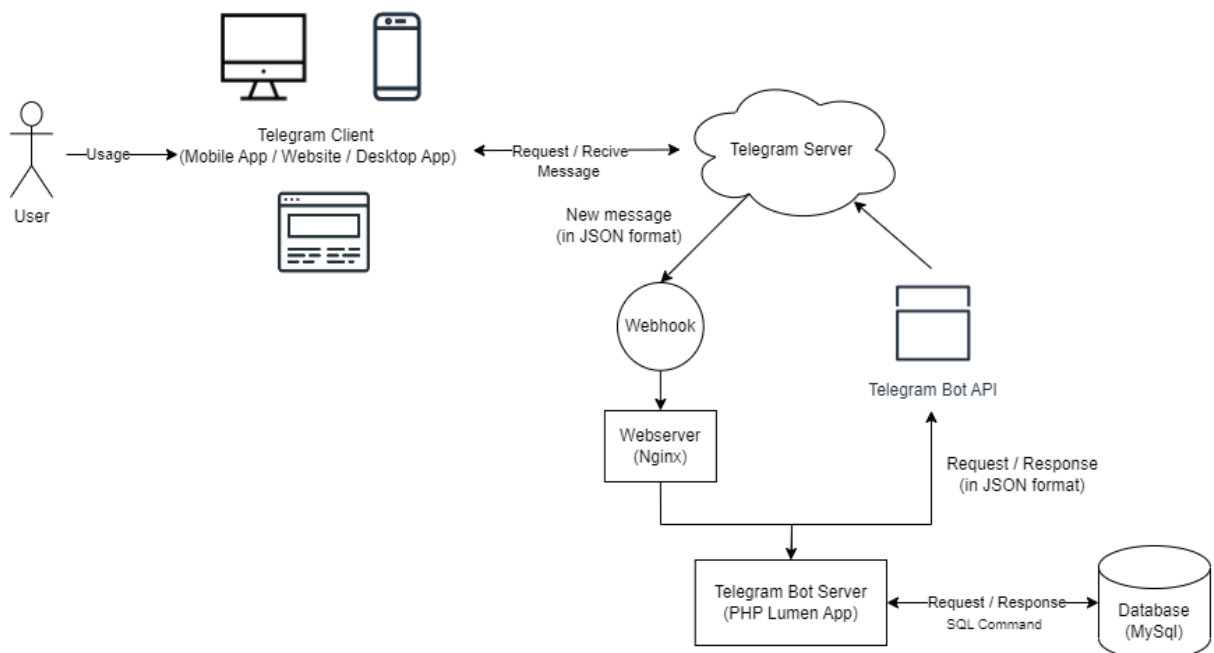 Telegram Client
(Mobile App / Website / Desktop App)
Usage
User
Request / Recive
Message
Telegram Server
New message
(in JSON format)
Webhook
Telegram Bot API
Webserver
(Nginx)
Request / Response
(in JSON format)
Telegram Bot Server
(PHP Lumen App)
Request / Response
SQL Command
Database
(MySql)